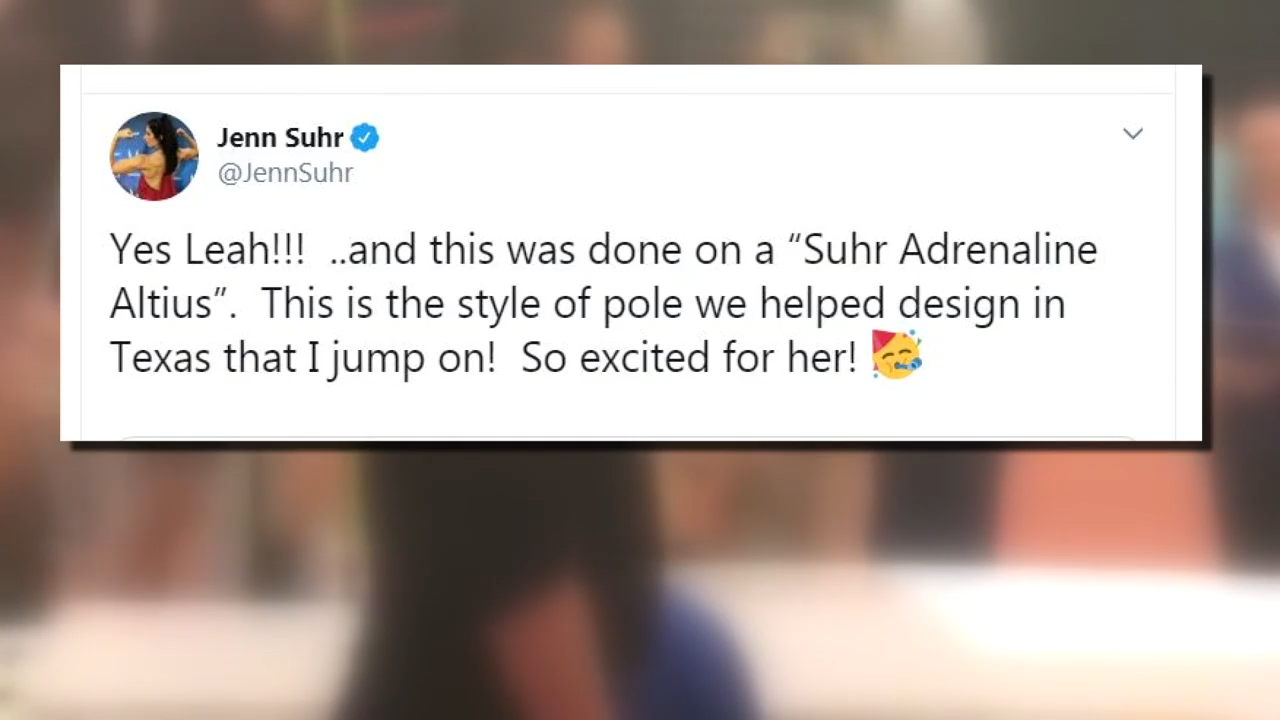 Jenn Suhr
@JennSuhr
Yes Leah!!!  ..and this was done on a “Suhr Adrenaline
Altius”.  This is the style of pole we helped design in
Texas that I jump on!  So excited for her! 🥳